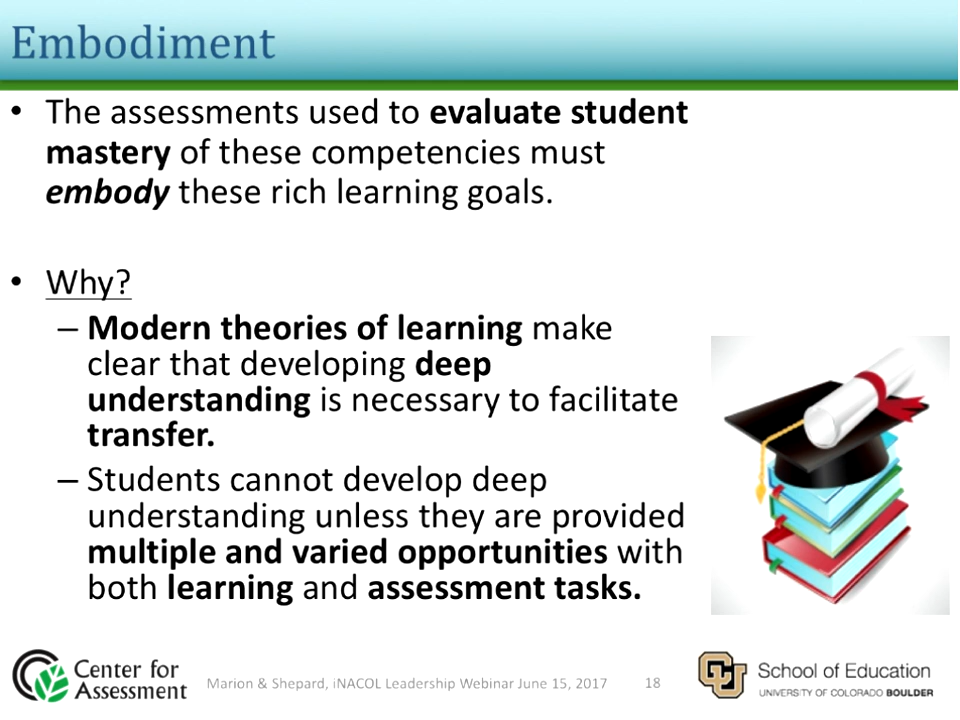 Embodiment
• The assessments used to evaluate student
mastery of these competencies must
embody these rich learning goals.
• Why?
– Modern theories of learning make
clear that developing deep
understanding is necessary to facilitate
transfer.
– Students cannot develop deep
understanding unless they are provided
multiple and varied opportunities with
both learning and assessment tasks.
Center for
Assessment
Marion & Shepard, iNACOL Leadership Webinar June 15, 2017
18
CU
School of Education
UNIVERSITY OF COLORADO BOULDER